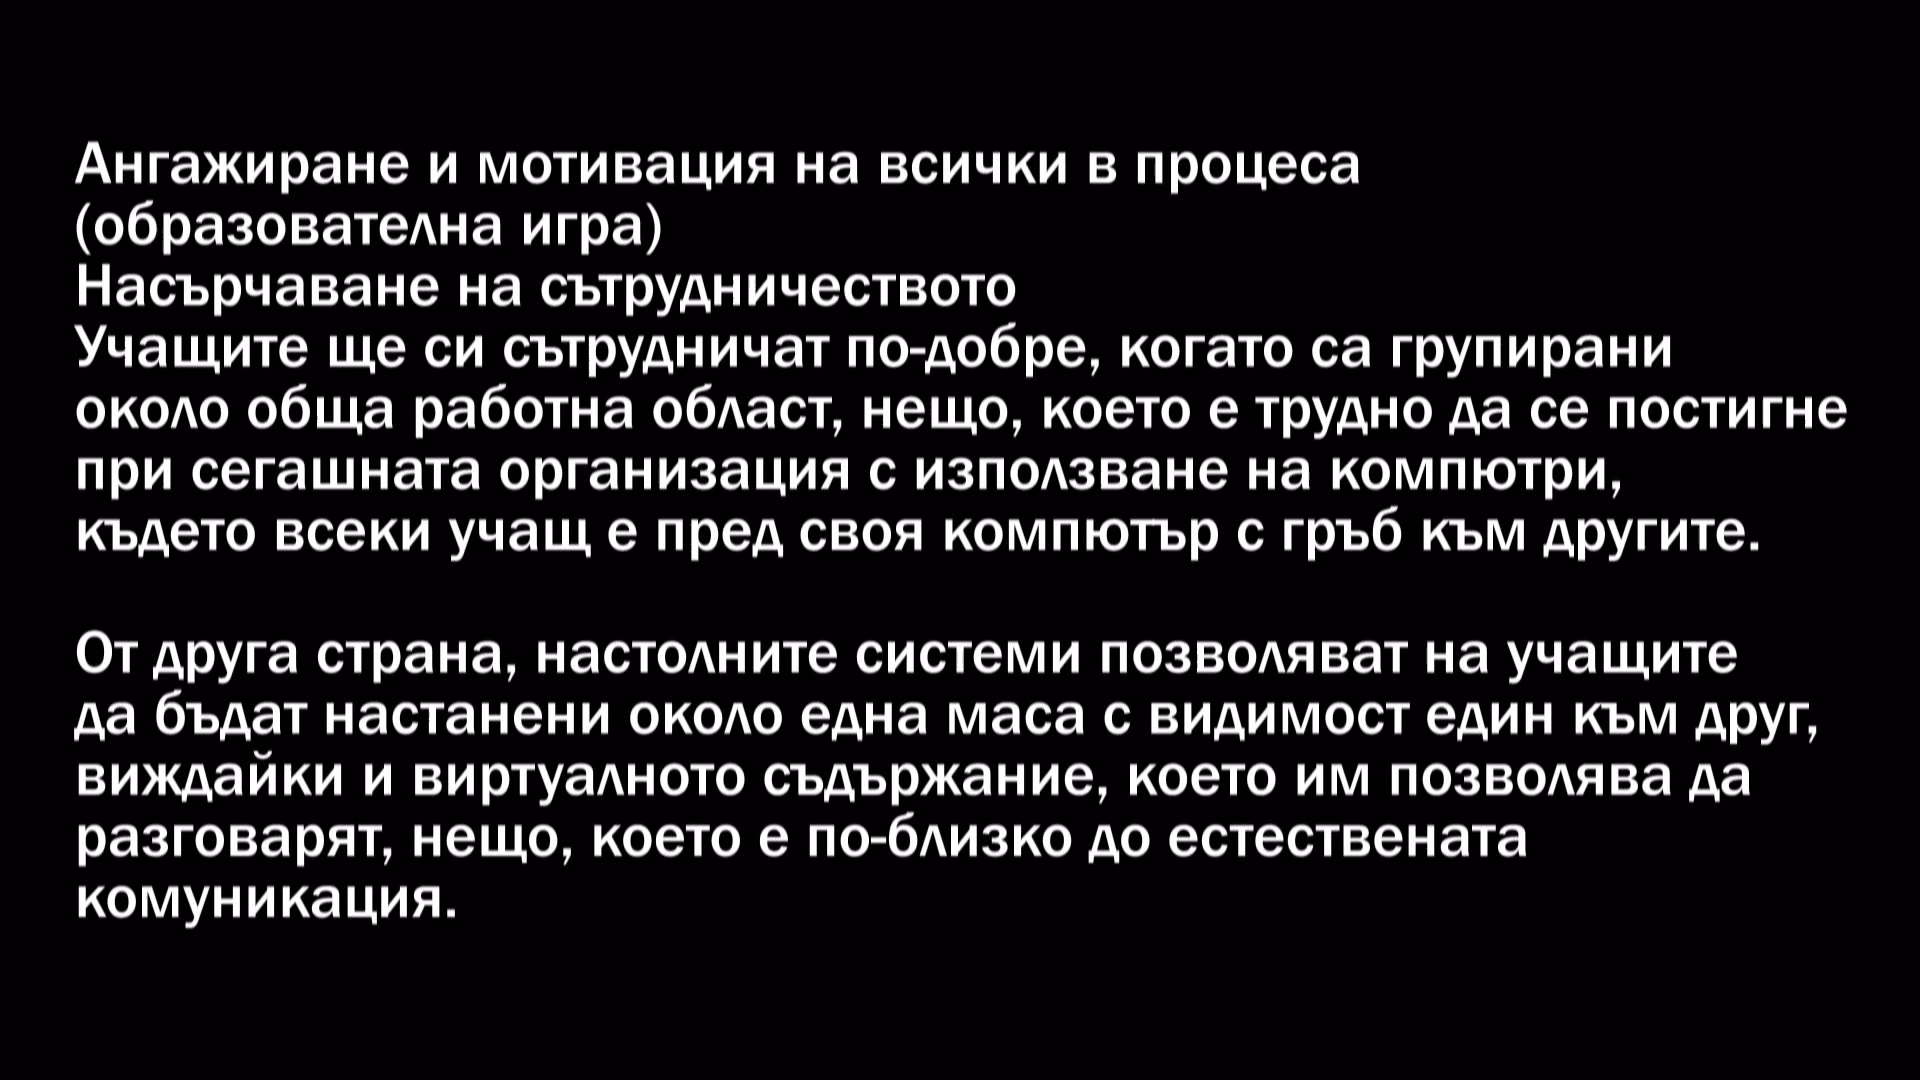 Ангажиране и мотивация на всички в процеса
(образователна игра)
Насърчаване на сътрудничеството
Учащите ще си сътрудничат по-добре, когато са групирани
около обща работна област, нещо, което е трудно да се постигне
при сегашната организация с използване на компютри,
където всеки учащ е пред своя компютър с гръб към другите.
От друга страна, настолните системи позволяват на учащите
да бъдат настанени около една маса с видимост един към друг,
виждайки и виртуалното съдържание, което им позволява да
разговарят, нещо, което е по-близко до естествената
комуникация.